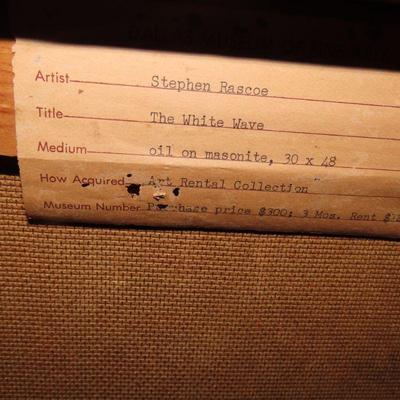 Artist Stephen Rascoe
Title The White Wave
Medium oil on masonite, 30 x 48
How Acquired Art Rental Collection
Museum Number Purchase price $300; 3 Mos. Rent